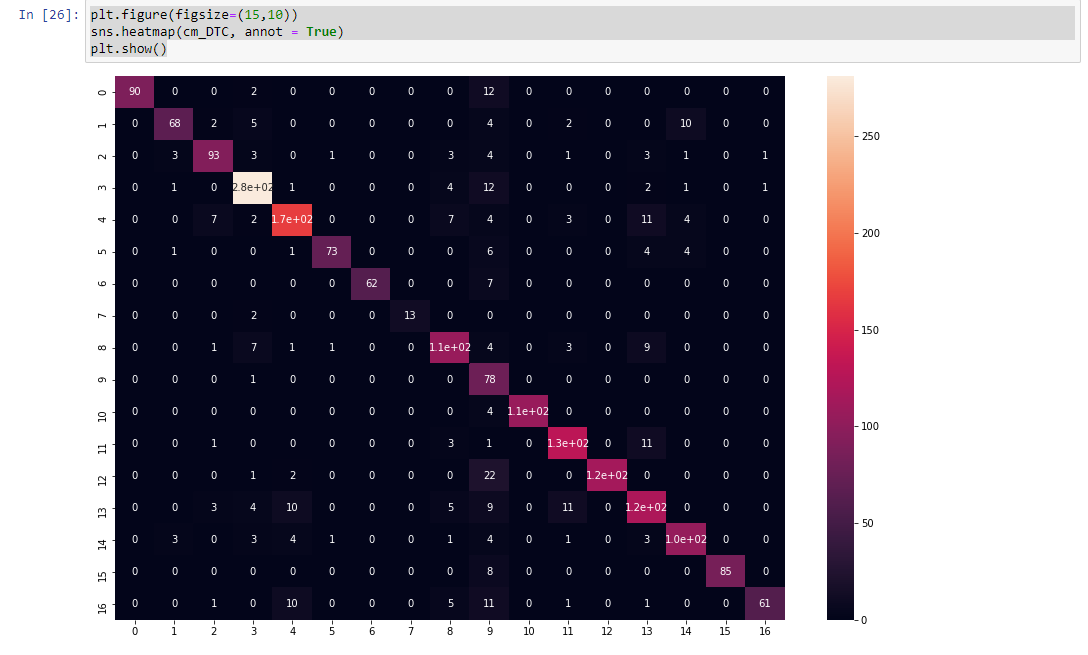 In [26]: plt.figure(figsize=(15,10))
sns.heatmap(cm_DTC, annot = True)
plt.show()
0 90 0 0 2 0 0 0 0 0 12 0 0 0 0 0 0 0
1 0 68 2 5 0 0 0 0 0 4 0 2 0 0 10 0 0
250
2 0 3 93 3 0 1 0 0 3 4 0 1 0 3 1 0 1
3 0 1 0 2.8e+02 1 0 0 0 4 12 0 0 0 2 1 0 1
4 0 0 7 2 1.7e+02 0 0 0 7 4 0 3 0 11 4 0 0
200
5 0 1 0 0 1 73 0 0 0 6 0 0 0 4 4 0 0
6 0 0 0 0 0 0 62 0 0 7 0 0 0 0 0 0 0
7 0 0 0 2 0 0 0 13 0 0 0 0 0 0 0 0 0
150
8 0 0 1 7 1 1 0 0 1.1e+02 4 0 3 0 9 0 0 0
9 0 0 0 1 0 0 0 0 0 78 0 0 0 0 0 0 0
10 0 0 0 0 0 0 0 0 0 4 1.1e+02 0 0 0 0 0 0
100
11 0 0 1 0 0 0 0 0 3 1 0 1.3e+02 0 11 0 0 0
12 0 0 0 1 2 0 0 0 0 22 0 0 1.2e+02 0 0 0 0
13 0 0 3 4 10 0 0 0 5 9 0 11 0 1.2e+02 0 0 0
50
14 0 3 0 3 4 1 0 0 1 4 0 1 0 3 1.0e+02 0 0
15 0 0 0 0 0 0 0 0 0 8 0 0 0 0 0 85 0
16 0 0 1 0 10 0 0 0 5 11 0 1 0 1 0 0 61
0
0 1 2 3 4 5 6 7 8 9 10 11 12 13 14 15 16